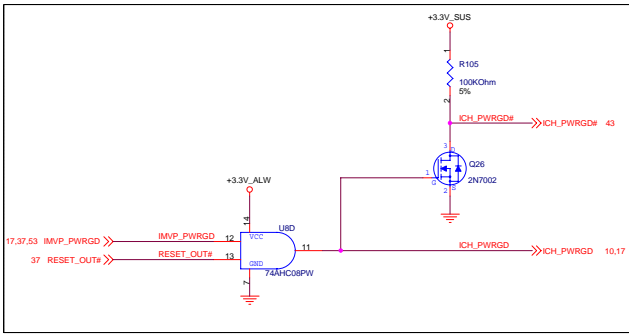 +3.3V_SUS
1
R105
100KOhm
5%
2
ICH_PWRGD# ICH_PWRGD# 43
3 D
Q26
1
G
2N7002
2 S
+3.3V_ALW
14
U8D
VCC
17,37,53 IMVP_PWRGD IMVP_PWRGD 12
11
ICH_PWRGD ICH_PWRGD 10,17
37 RESET_OUT# RESET_OUT# 13
GND
74AHC08PW
7